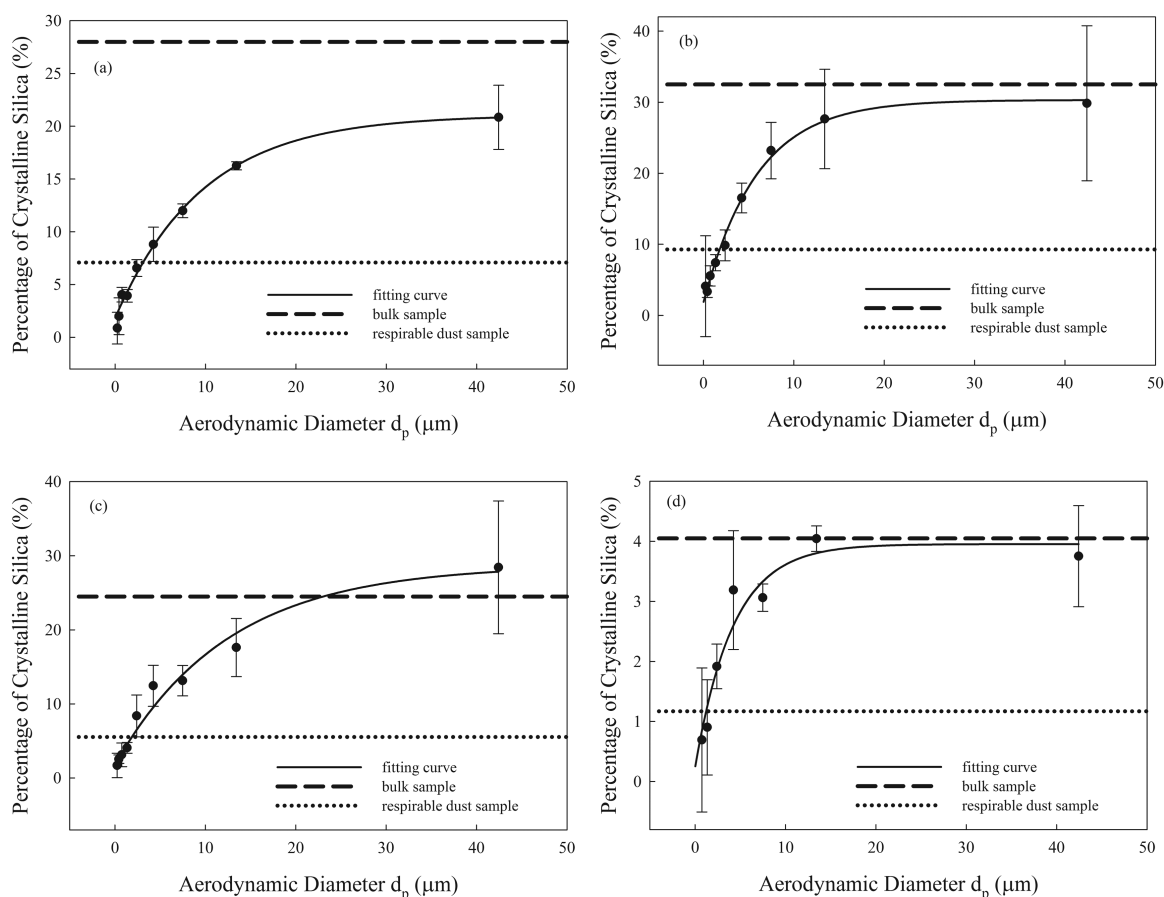 30
25
20
15
10
5
0
Percentage of Crystalline Silica (%)
(a)
fitting curve
bulk sample
respirable dust sample
0 10 20 30 40 50
Aerodynamic Diameter dp (μm)
40
30
20
10
0
Percentage of Crystalline Silica (%)
(b)
fitting curve
bulk sample
respirable dust sample
0 10 20 30 40 50
Aerodynamic Diameter dp (μm)
40
30
20
10
0
Percentage of Crystalline Silica (%)
(c)
fitting curve
bulk sample
respirable dust sample
0 10 20 30 40 50
Aerodynamic Diameter dp (μm)
5
4
3
2
1
0
Percentage of Crystalline Silica (%)
(d)
fitting curve
bulk sample
respirable dust sample
0 10 20 30 40 50
Aerodynamic Diameter dp (μm)